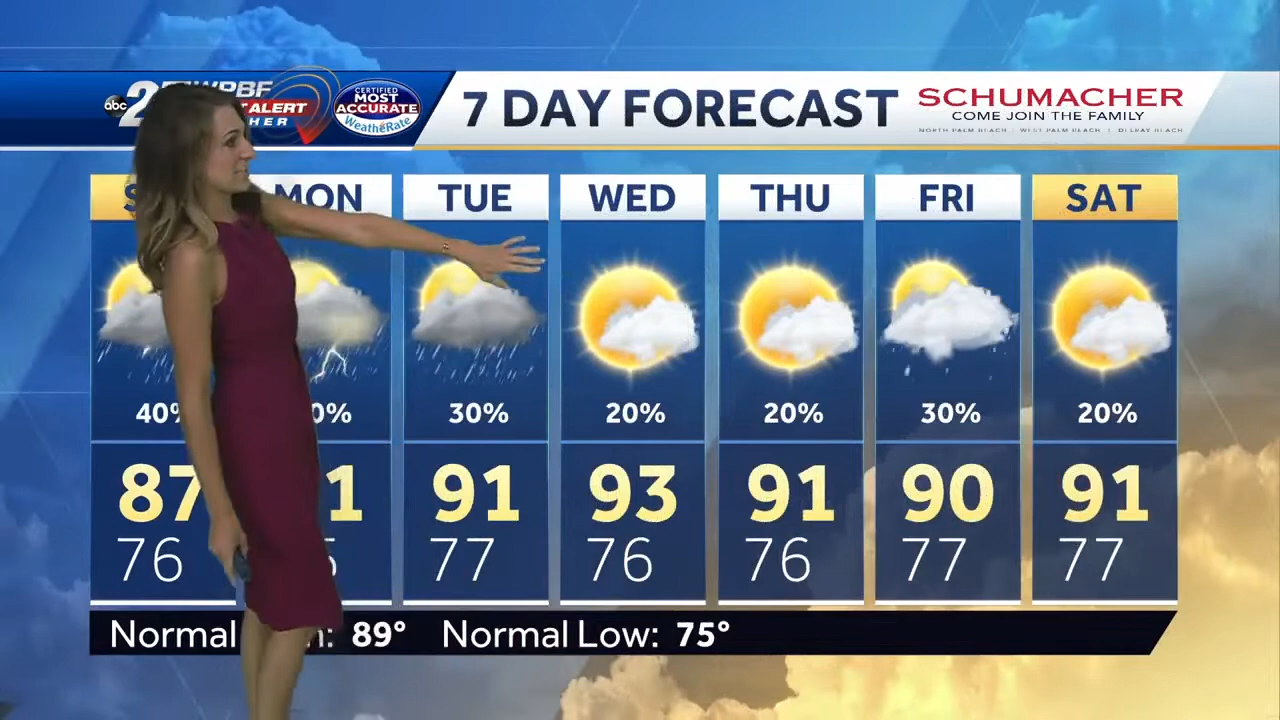 abc WPBF
ALERT
CERTIFIED
MOST
ACCURATE
WeatheRate
7 DAY FORECAST
SCHUMACHER
COME JOIN THE FAMILY
NORTH PALM BEACH | WEST PALM BEACH | DELRAY BEACH
MON TUE WED THU FRI SAT
30% 20% 20% 30% 20%
87 91 93 91 90 91
76 77 76 76 77 77
Normal 89° Normal Low: 75°